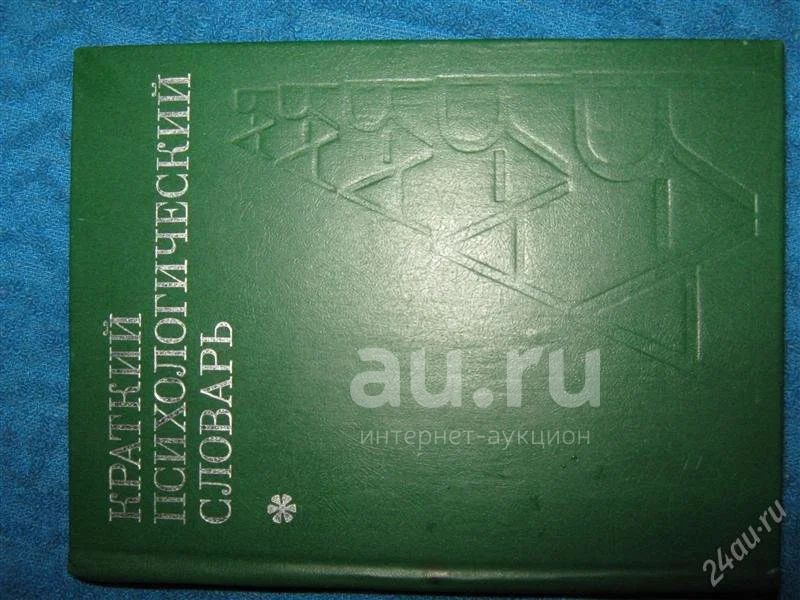 КРАТКИЙ
ПСИХОЛОГИЧЕСКИЙ
СЛОВАРЬ
au.ru
интернет-аукцион
24au.ru